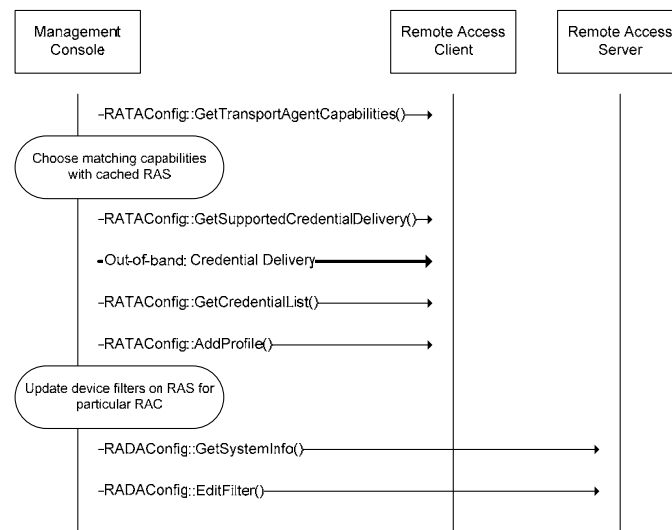 Management
Console
Remote Access
Client
Remote Access
Server
RATAConfig::GetTransportAgentCapabilities()
Choose matching capabilities
with cached RAS
RATAConfig::GetSupportedCredentialDelivery()
Out-of-band: Credential Delivery
RATAConfig::GetCredentialList()
RATAConfig::AddProfile()
Update device filters on RAS for
particular RAC
RADAConfig::GetSystemInfo()
RADAConfig::EditFilter()